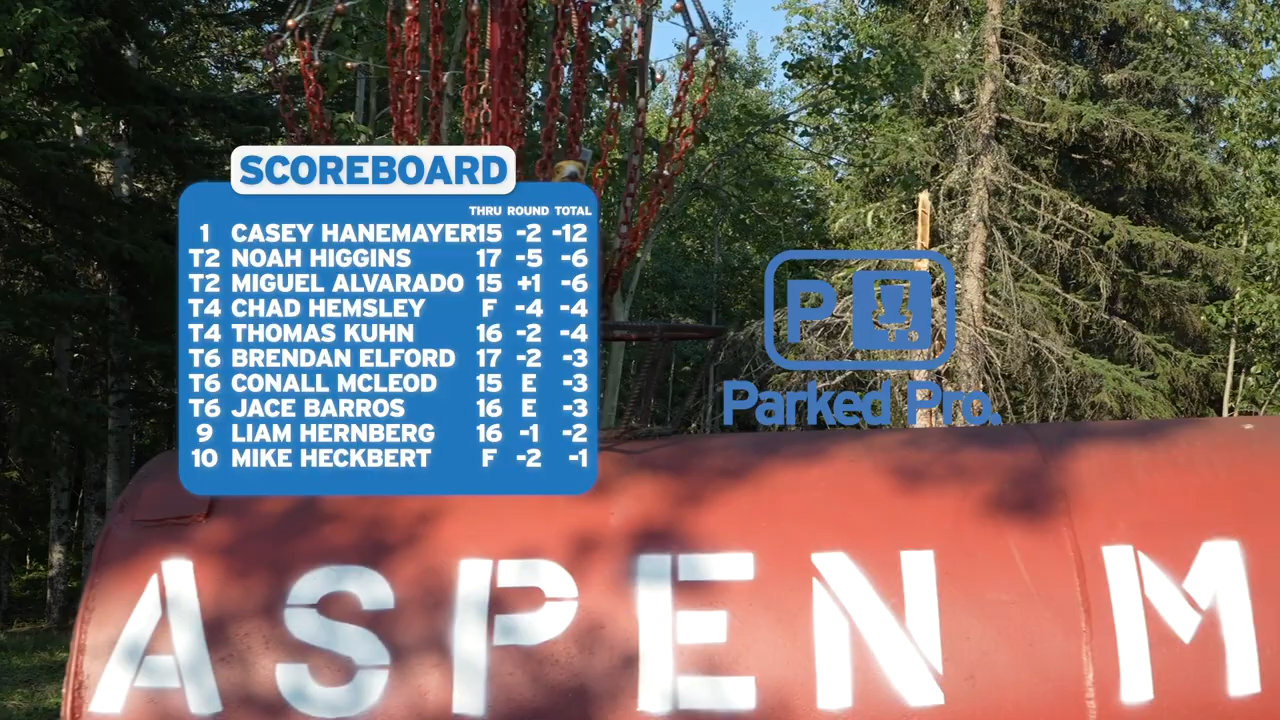 SCOREBOARD
THRU ROUND TOTAL
1 CASEY HANEMAYER 15 -2 -12
T2 NOAH HIGGINS 17 -5 -6
T2 MIGUEL ALVARADO 15 +1 -6
T4 CHAD HEMSLEY F -4 -4
T4 THOMAS KUHN 16 -2 -4
T6 BRENDAN ELFORD 17 -2 -3
T6 CONALL MCLEOD 15 E -3
T6 JACE BARROS 16 E -3
9 LIAM HERNBERG 16 -1 -2
10 MIKE HECKBERT F -2 -1
P
Parked Pro.
ASPEN M